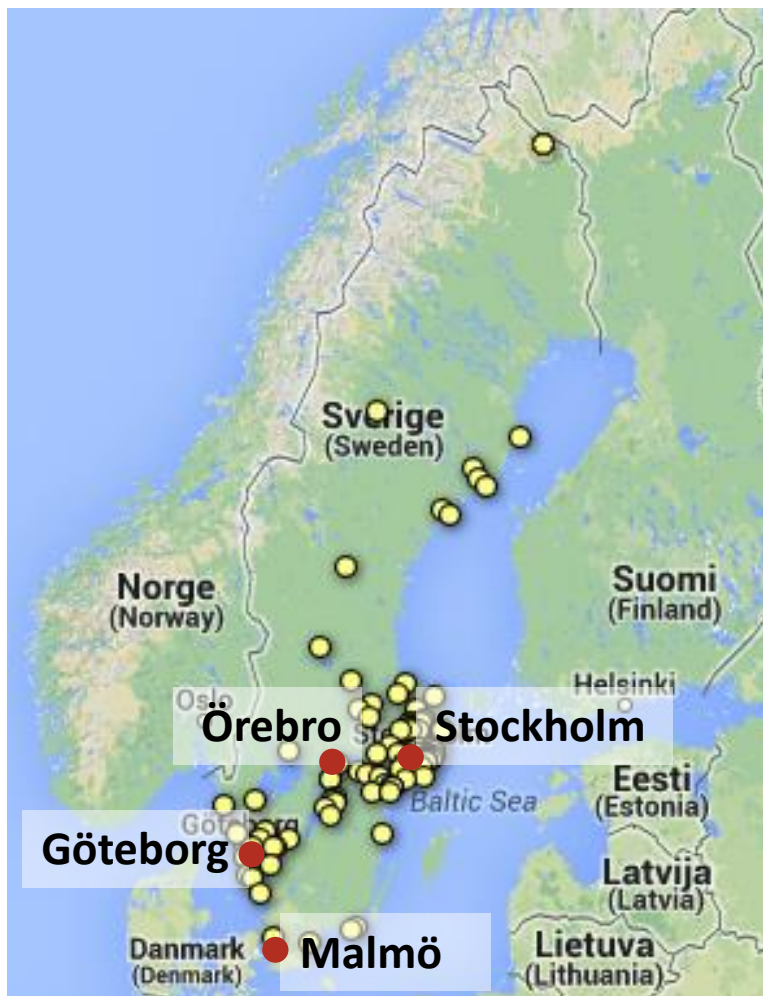 Sverige
(Sweden)
Norge
(Norway)
Suomi
(Finland)
Helsinki
Oslo
Örebro
Stockholm
Eesti
(Estonia)
Baltic Sea
Göteborg
Göteborg
Latvija
(Latvia)
Danmark
(Denmark)
Malmö
Lietuva
(Lithuania)